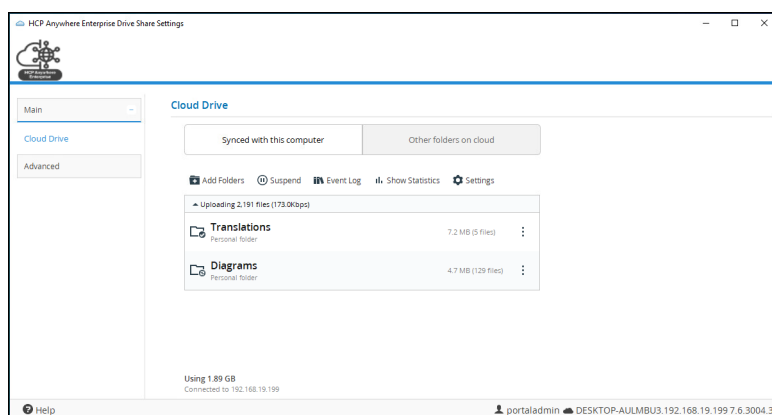 HCP Anywhere Enterprise Drive Share Settings
HCP Anywhere
Enterprise
Main
Cloud Drive
Advanced
Cloud Drive
Synced with this computer
Other folders on cloud
Add Folders Suspend Event Log Show Statistics Settings
Uploading 2,191 files (173.0Kbps)
Translations
Personal folder
7.2 MB (5 files)
Diagrams
Personal folder
4.7 MB (129 files)
Using 1.89 GB
Connected to 192.168.19.199
Help
portaladmin DESKTOP-AULMBU3.192.168.19.199 7.6.3004.3